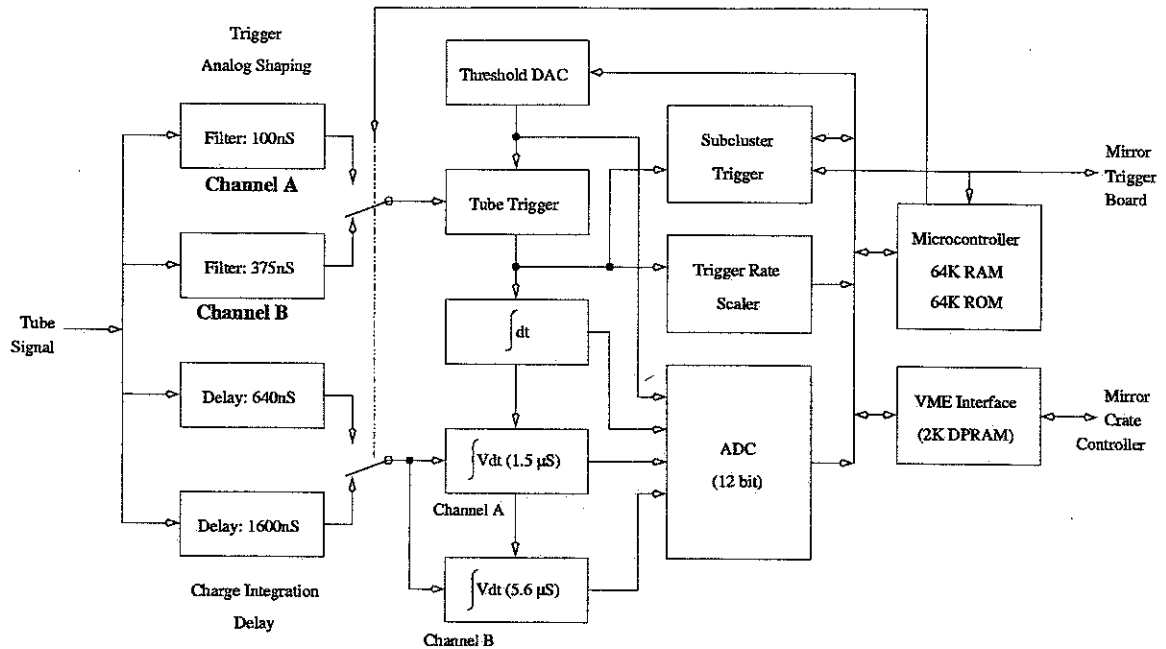 Trigger
Analog Shaping
Filter: 100nS
Channel A
Filter: 375nS
Channel B
Tube
Signal
Delay: 640nS
Delay: 1600nS
Charge Integration
Delay
Threshold DAC
Tube Trigger
∫dt
∫Vdt (1.5 µS)
Channel A
∫Vdt (5.6 µS)
Channel B
Subcluster
Trigger
Trigger Rate
Scaler
ADC
(12 bit)
Mirror
Trigger
Board
Microcontroller
64K RAM
64K ROM
VME Interface
(2K DPRAM)
Mirror
Crate
Controller